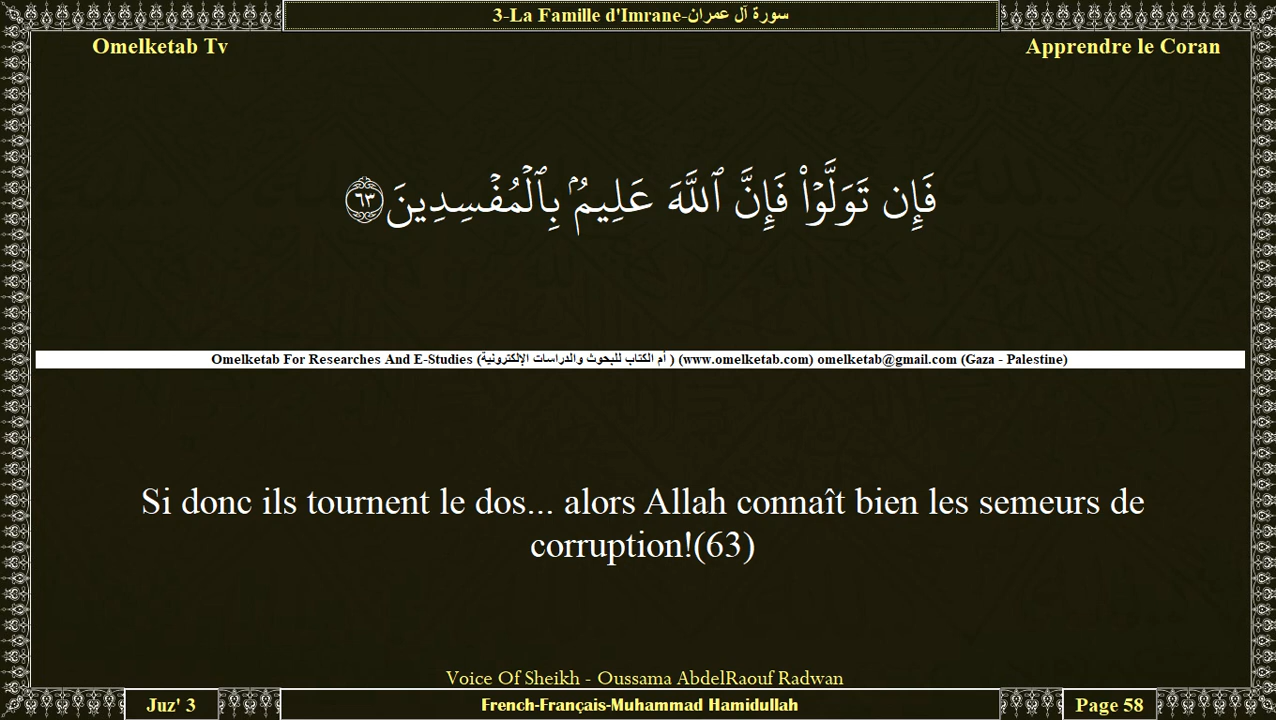 3-La Famille d'Imrane-سورة آل عمران
Omelketab Tv
Apprendre le Coran
فَإِن تَوَلَّوْا۟ فَإِنَّ ٱللَّهَ عَلِيمٌۢ بِٱلْمُفْسِدِينَ ٦٣
Omelketab For Researches And E-Studies (أم الكتاب للبحوث والدراسات الإلكترونية ) (www.omelketab.com) omelketab@gmail.com (Gaza - Palestine)
Si donc ils tournent le dos... alors Allah connaît bien les semeurs de
corruption!(63)
Voice Of Sheikh - Oussama AbdelRaouf Radwan
Juz' 3
French-Français-Muhammad Hamidullah
Page 58